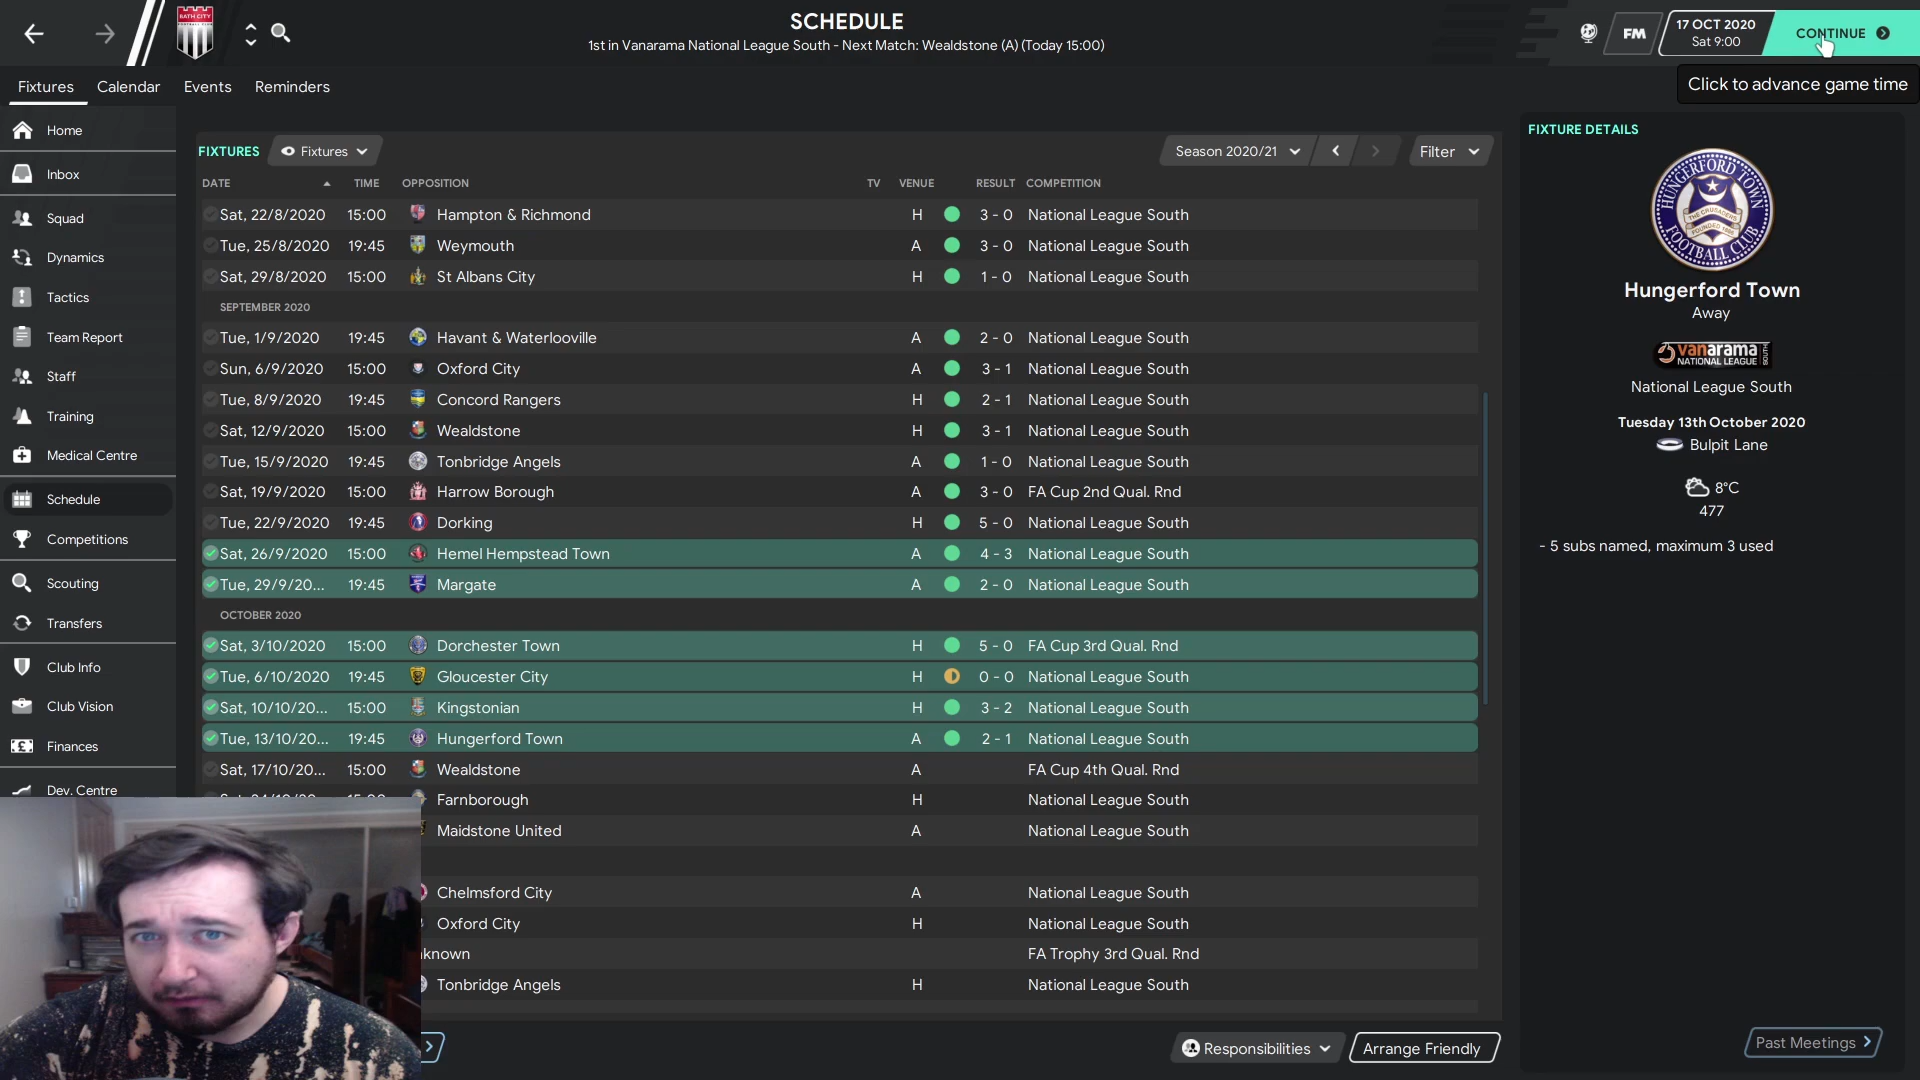 BATH CITY
SCHEDULE
1st in Vanarama National League South - Next Match: Wealdstone (A) (Today 15:00)
FM
17 OCT 2020
Sat 9:00
CONTINUE
Click to advance game time
Fixtures Calendar Events Reminders
Home
Inbox
Squad
Dynamics
Tactics
Team Report
Staff
Training
Medical Centre
Schedule
Competitions
Scouting
Transfers
Club Info
Club Vision
Finances
Dev. Centre
FIXTURES Fixtures Season 2020/21 Filter
DATE TIME OPPOSITION TV VENUE RESULT COMPETITION
Sat, 22/8/2020 15:00 Hampton & Richmond H 3 - 0 National League South
Tue, 25/8/2020 19:45 Weymouth A 3 - 0 National League South
Sat, 29/8/2020 15:00 St Albans City H 1 - 0 National League South
SEPTEMBER 2020
Tue, 1/9/2020 19:45 Havant & Waterlooville A 2 - 0 National League South
Sun, 6/9/2020 15:00 Oxford City A 3 - 1 National League South
Tue, 8/9/2020 19:45 Concord Rangers H 2 - 1 National League South
Sat, 12/9/2020 15:00 Wealdstone H 3 - 1 National League South
Tue, 15/9/2020 19:45 Tonbridge Angels A 1 - 0 National League South
Sat, 19/9/2020 15:00 Harrow Borough A 3 - 0 FA Cup 2nd Qual. Rnd
Tue, 22/9/2020 19:45 Dorking H 5 - 0 National League South
Sat, 26/9/2020 15:00 Hemel Hempstead Town A 4 - 3 National League South
Tue, 29/9/20... 19:45 Margate A 2 - 0 National League South
OCTOBER 2020
Sat, 3/10/2020 15:00 Dorchester Town H 5 - 0 FA Cup 3rd Qual. Rnd
Tue, 6/10/2020 19:45 Gloucester City H 0 - 0 National League South
Sat, 10/10/20... 15:00 Kingstonian H 3 - 2 National League South
Tue, 13/10/20... 19:45 Hungerford Town A 2 - 1 National League South
Sat, 17/10/20... 15:00 Wealdstone A FA Cup 4th Qual. Rnd
Farnborough H National League South
Maidstone United A National League South
Chelmsford City A National League South
Oxford City H National League South
known FA Trophy 3rd Qual. Rnd
Tonbridge Angels H National League South
Responsibilities Arrange Friendly
FIXTURE DETAILS
HUNGERFORD TOWN
THE CRUSADERS
FOOTBALL CLUB
Hungerford Town
Away
vanarama
NATIONAL LEAGUE SOUTH
National League South
Tuesday 13th October 2020
Bulpit Lane
8°C
477
- 5 subs named, maximum 3 used
Past Meetings